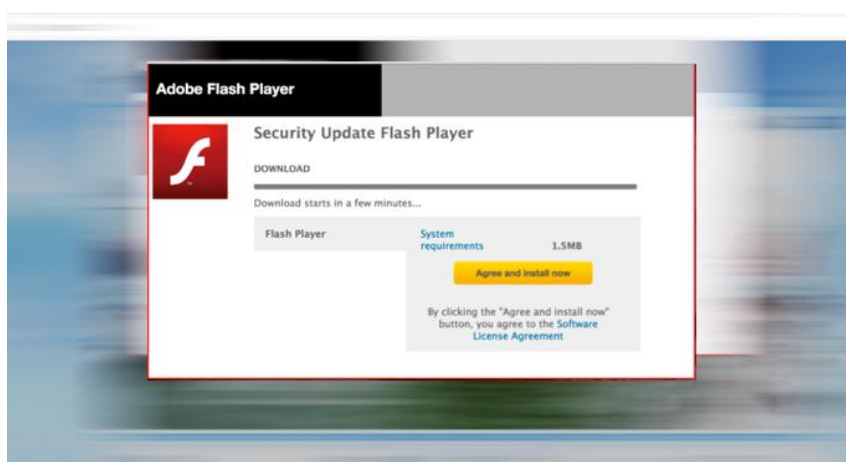 Adobe Flash Player
Security Update Flash Player
DOWNLOAD
Download starts in a few minutes...
Flash Player
System
requirements
1.5MB
Agree and install now
By clicking the "Agree and install now"
button, you agree to the Software
License Agreement